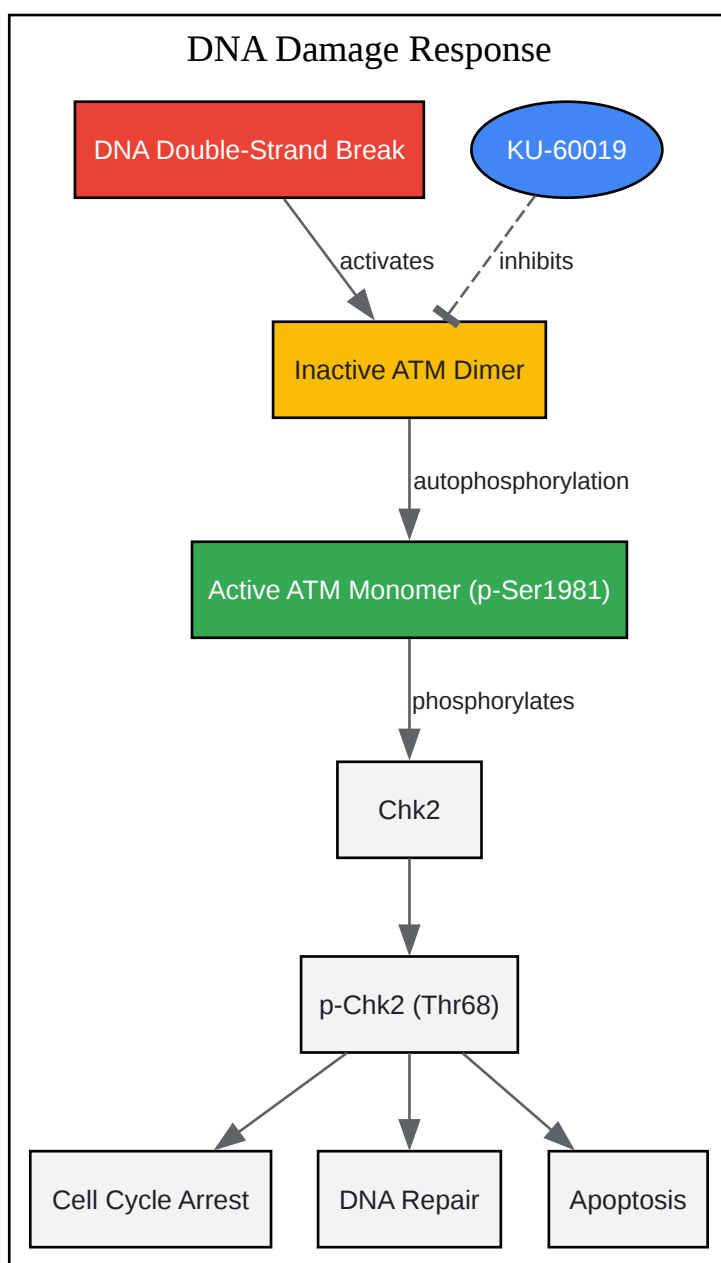 DNA Damage Response
DNA Double-Strand Break
KU-60019
activates
inhibits
Inactive ATM Dimer
autophosphorylation
Active ATM Monomer (p-Ser1981)
phosphorylates
Chk2
p-Chk2 (Thr68)
Cell Cycle Arrest
DNA Repair
Apoptosis